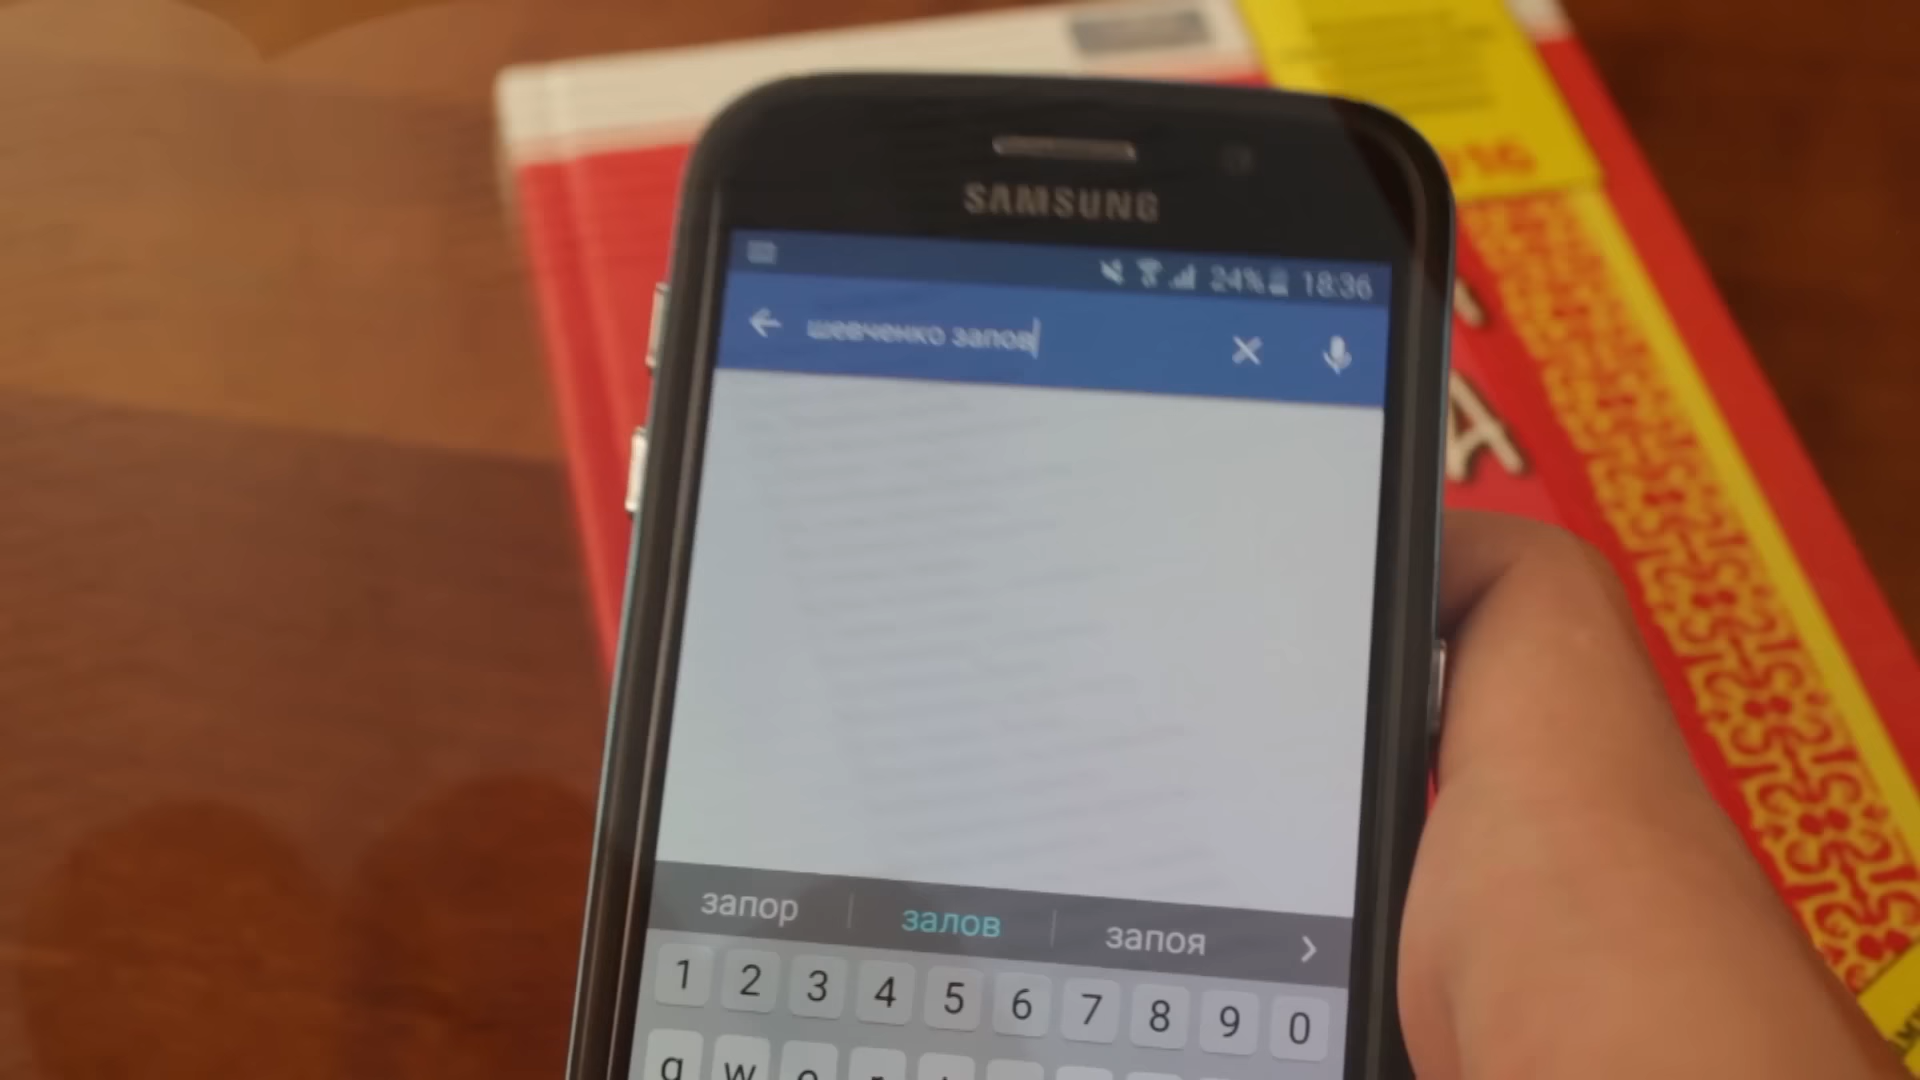 SAMSUNG
24% 18:36
шевченко запов
запор залов запоя
1 2 3 4 5 6 7 8 9 0
q w e r t
16
А